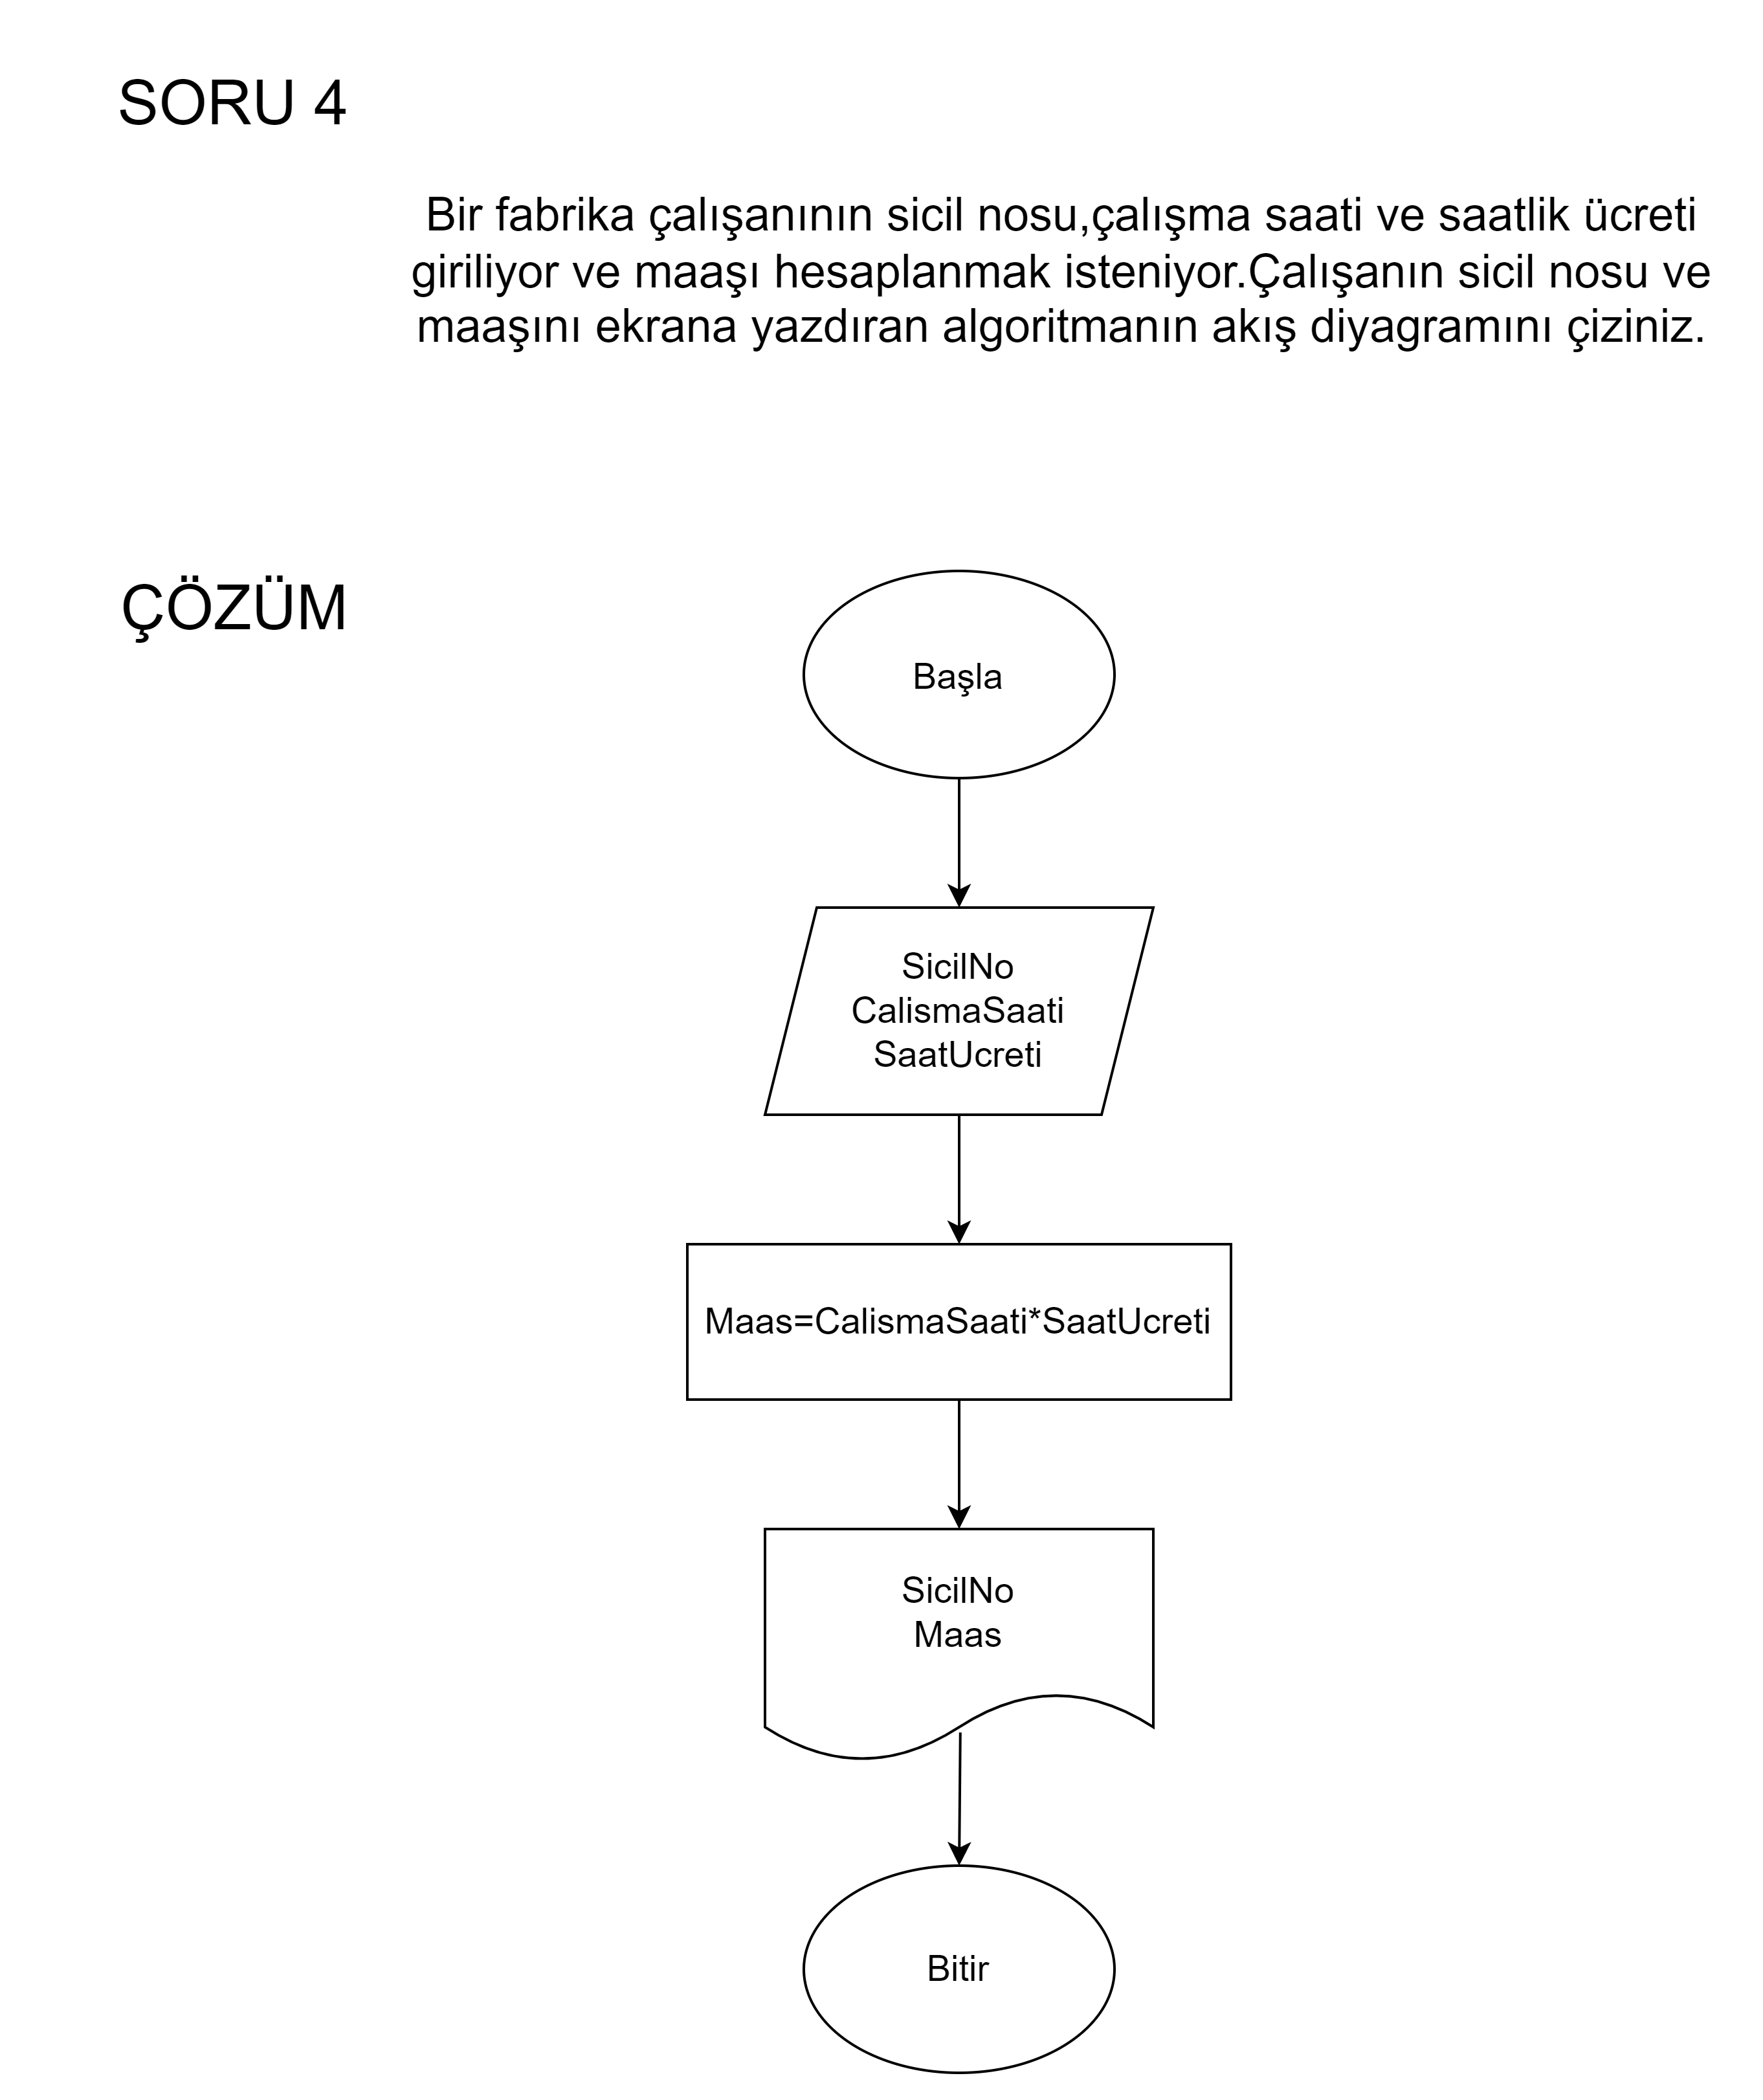 SORU 4
Bir fabrika çalışanının sicil nosu,çalışma saati ve saatlik ücreti
giriliyor ve maaşı hesaplanmak isteniyor.Çalışanın sicil nosu ve
maaşını ekrana yazdıran algoritmanın akış diyagramını çiziniz.
ÇÖZÜM
Başla
SicilNo
CalismaSaati
SaatUcreti
Maas=CalismaSaati*SaatUcreti
SicilNo
Maas
Bitir